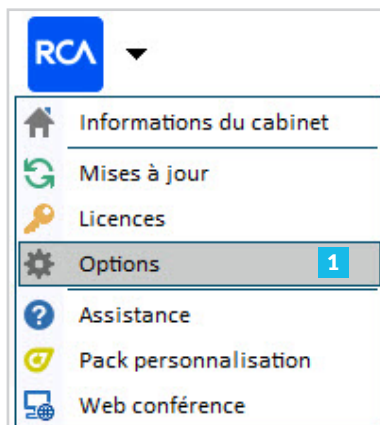 RCA
Informations du cabinet
Mises à jour
Licences
Options 1
Assistance
Pack personnalisation
Web conférence